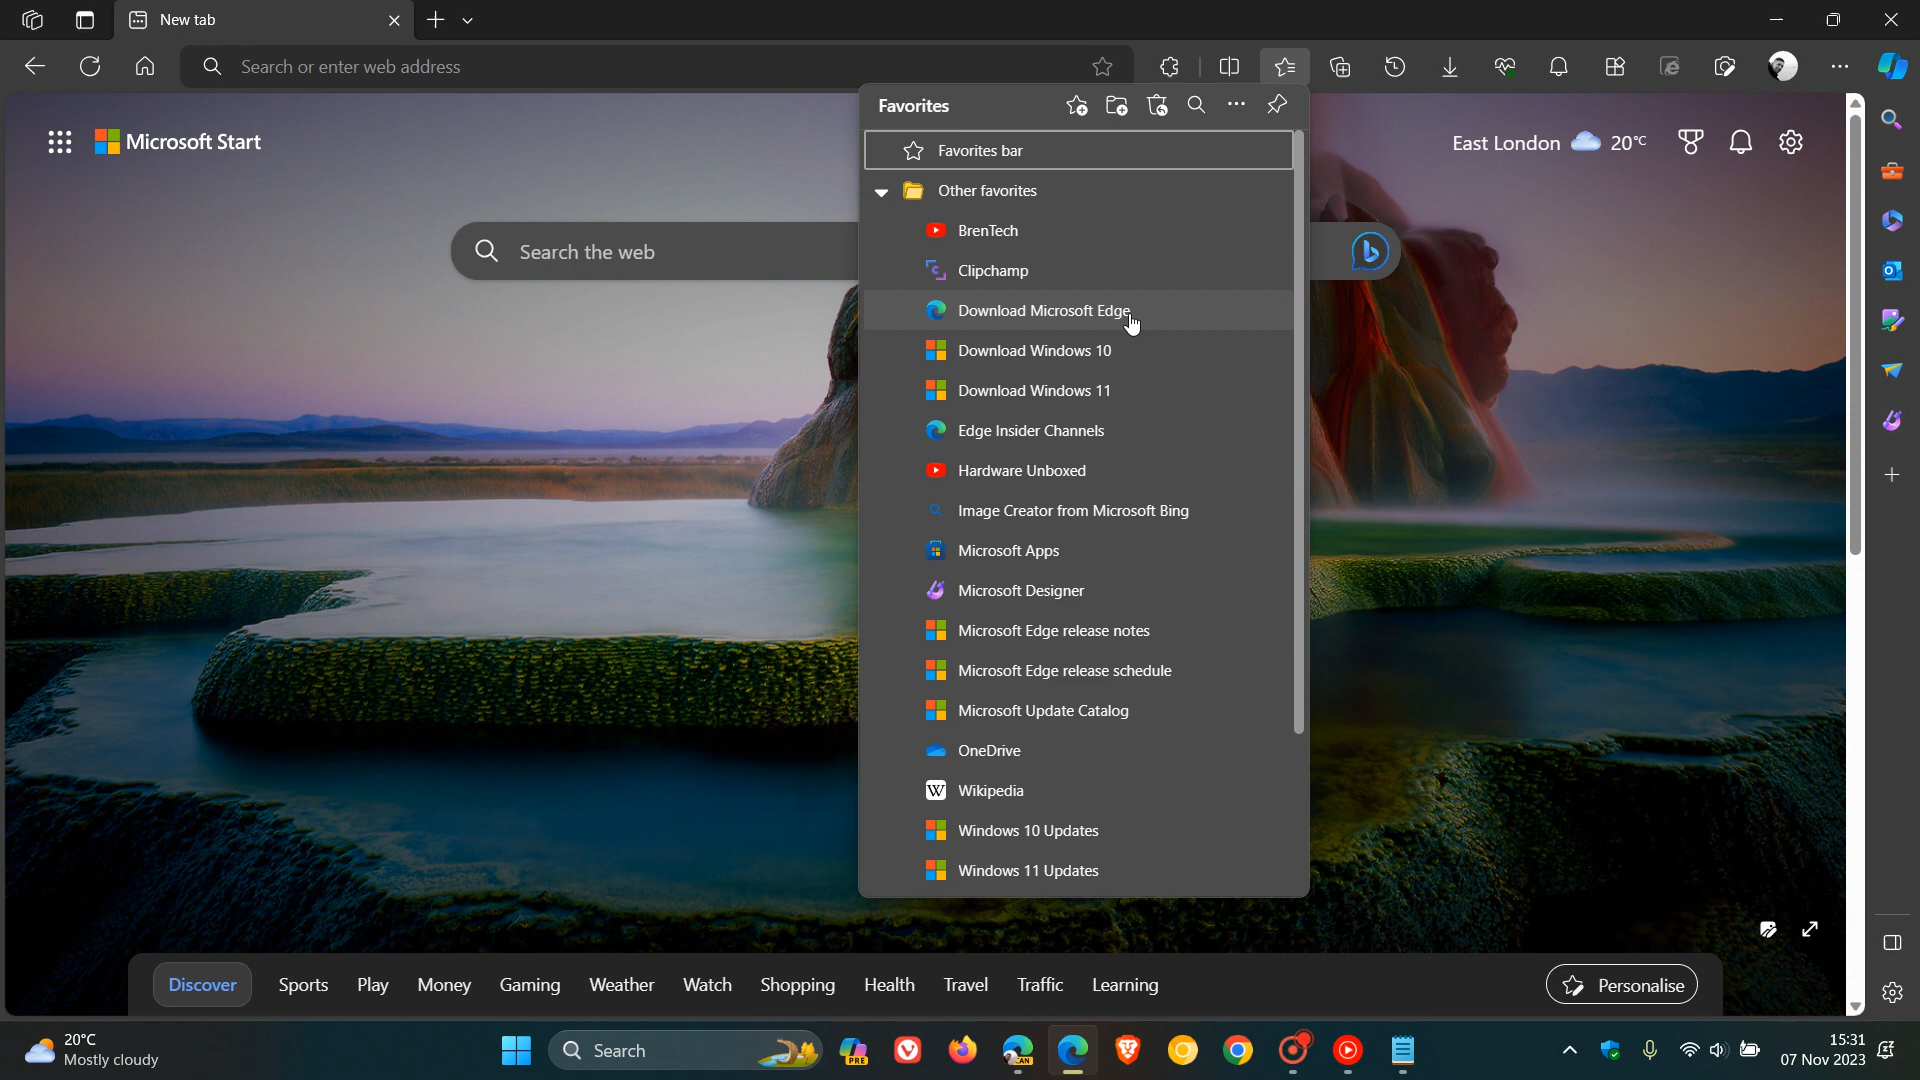 New tab
Search or enter web address
Favorites
Microsoft Start
East London 20°C
Favorites bar
Other favorites
Search the web
BrenTech
Clipchamp
Download Microsoft Edge
Download Windows 10
Download Windows 11
Edge Insider Channels
Hardware Unboxed
Image Creator from Microsoft Bing
Microsoft Apps
Microsoft Designer
Microsoft Edge release notes
Microsoft Edge release schedule
Microsoft Update Catalog
OneDrive
W Wikipedia
Windows 10 Updates
Windows 11 Updates
Discover Sports Play Money Gaming Weather Watch Shopping Health Travel Traffic Learning Personalise
20°C
Mostly cloudy
Search
PRE
CAN
15:31
07 Nov 2023